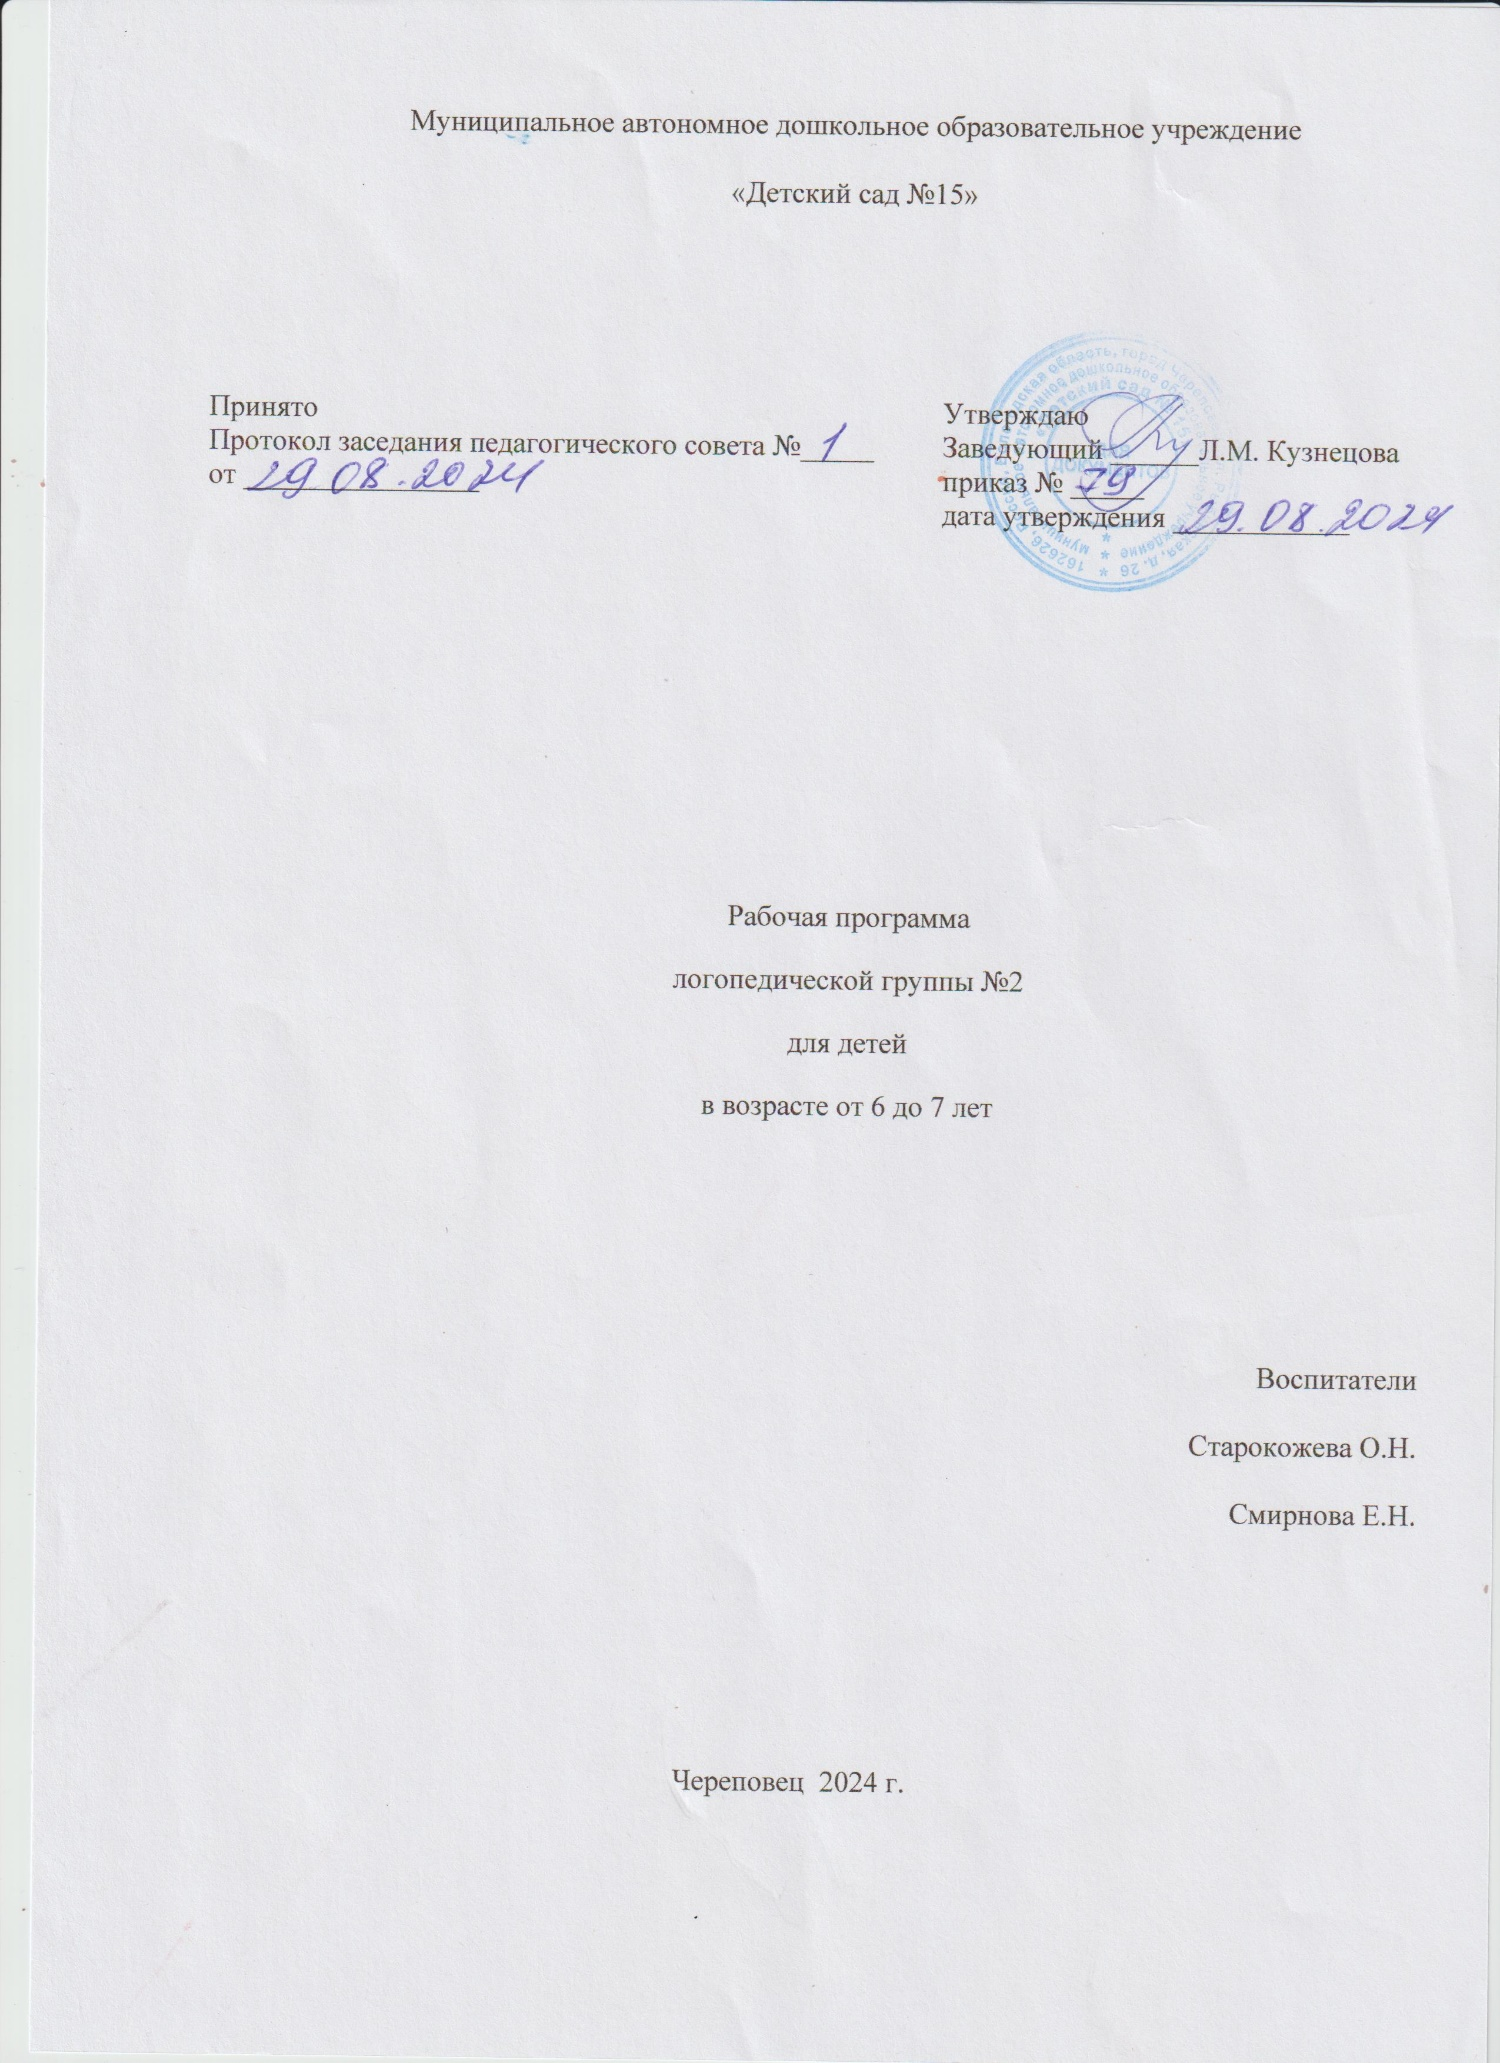 Муниципальное автономное дошкольное образовательное учреждение
«Детский сад №15»
Принято
Протокол заседания педагогического совета № 1
от 29 08.2024
Утверждаю
Заведующий Л.М. Кузнецова
приказ № 79
дата утверждения 29.08.2024
Рабочая программа
логопедической группы №2
для детей
в возрасте от 6 до 7 лет
Воспитатели
Старокожева О.Н.
Смирнова Е.Н.
Череповец 2024 г.